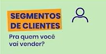 SEGMENTOS
DE CLIENTES
Pra quem você
vai vender?